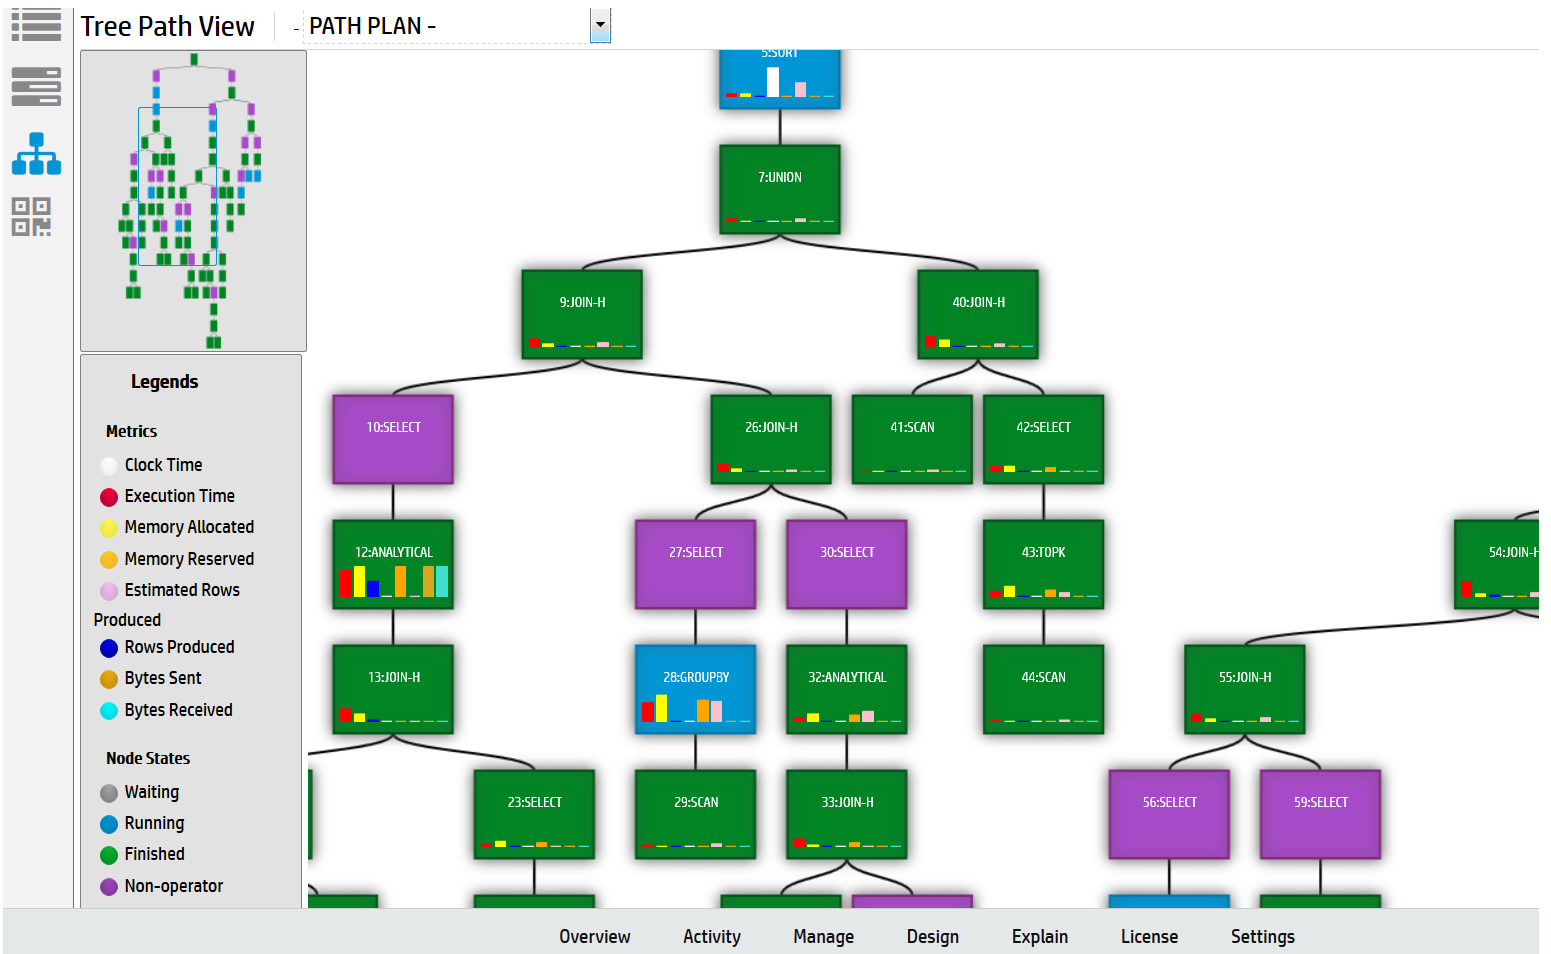 Tree Path View
- PATH PLAN -
5:SORT
7:UNION
9:JOIN-H
40:JOIN-H
10:SELECT
26:JOIN-H
41:SCAN
42:SELECT
12:ANALYTICAL
27:SELECT
30:SELECT
43:TOPK
54:JOIN-H
13:JOIN-H
28:GROUPBY
32:ANALYTICAL
44:SCAN
55:JOIN-H
23:SELECT
29:SCAN
33:JOIN-H
56:SELECT
59:SELECT
Legends
Metrics
Clock Time
Execution Time
Memory Allocated
Memory Reserved
Estimated Rows
Produced
Rows Produced
Bytes Sent
Bytes Received
Node States
Waiting
Running
Finished
Non-operator
Overview Activity Manage Design Explain License Settings